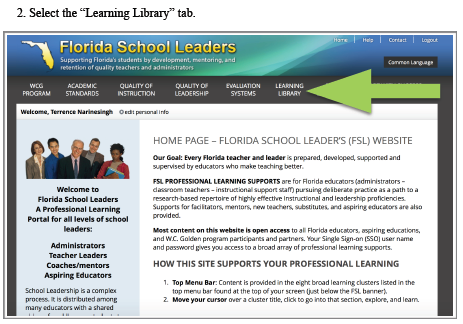 2. Select the “Learning Library” tab.
Florida School Leaders
Supporting Florida's students by development, mentoring, and
retention of quality teachers and administrators
Home | Help | Contact | Logout
Common Language
WCG PROGRAM
ACADEMIC STANDARDS
QUALITY OF INSTRUCTION
QUALITY OF LEADERSHIP
EVALUATION SYSTEMS
LEARNING LIBRARY
Welcome, Terrence Narinesingh edit personal info
Welcome to
Florida School Leaders
A Professional Learning
Portal for all levels of school
leaders:
Administrators
Teacher Leaders
Coaches/mentors
Aspiring Educators
School Leadership is a complex
process. It is distributed among
many educators with a shared
HOME PAGE – FLORIDA SCHOOL LEADER'S (FSL) WEBSITE
Our Goal: Every Florida teacher and leader is prepared, developed, supported and
supervised by educators who make teaching better.
FSL PROFESSIONAL LEARNING SUPPORTS are for Florida educators (administrators –
classroom teachers – instructional support staff) pursuing deliberate practice as a path to a
research-based repertoire of highly effective instructional and leadership proficiencies.
Supports for facilitators, mentors, new teachers, substitutes, and aspiring educators are also
provided.
Most content on this website is open access to all Florida educators, aspiring educators,
and W.C. Golden program participants and partners. Your Single Sign-on (SSO) user name
and password gives you access to a broad array of professional learning supports.
HOW THIS SITE SUPPORTS YOUR PROFESSIONAL LEARNING
1. Top Menu Bar: Content is provided in the eight broad learning clusters listed in the
top menu bar found at the top of your screen (just below the FSL banner).
2. Move your cursor over a cluster title, click to go into that section, explore, and learn.